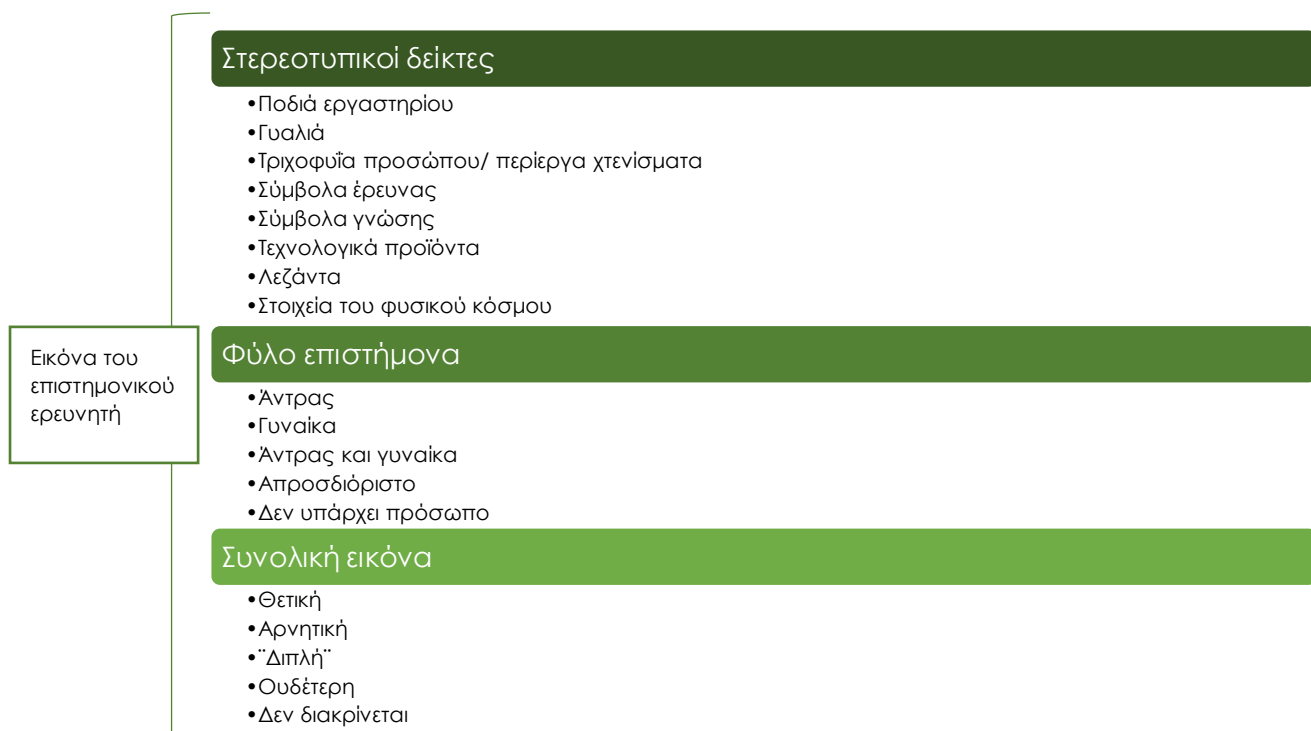 Στερεοτυπικοί δείκτες
•Ποδιά εργαστηρίου
•Γυαλιά
•Τριχοφυΐα προσώπου/ περίεργα χτενίσματα
•Σύμβολα έρευνας
•Σύμβολα γνώσης
•Τεχνολογικά προϊόντα
•Λεζάντα
•Στοιχεία του φυσικού κόσμου
Εικόνα του
επιστημονικού
ερευνητή
Φύλο επιστήμονα
•Άντρας
•Γυναίκα
•Άντρας και γυναίκα
•Απροσδιόριστο
•Δεν υπάρχει πρόσωπο
Συνολική εικόνα
•Θετική
•Αρνητική
•¨Διπλή¨
•Ουδέτερη
•Δεν διακρίνεται